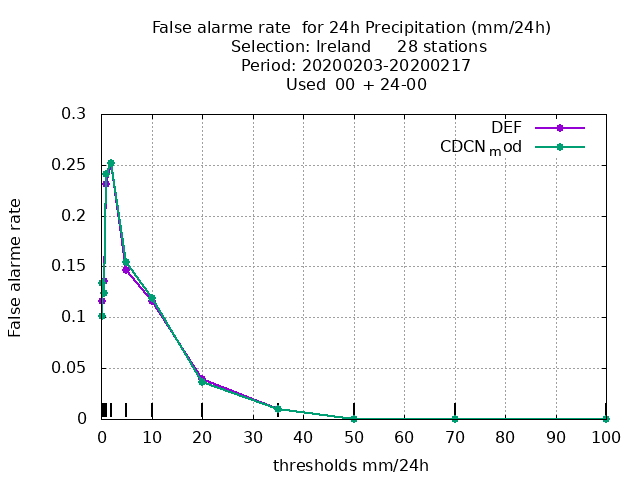 False alarme rate  for 24h Precipitation (mm/24h)
Selection: Ireland     28 stations
Period: 20200203-20200217
Used  00 + 24-00
DEF
CDCNmod
0.3
0.25
0.2
0.15
0.1
0.05
0
False alarme rate
0 10 20 30 40 50 60 70 80 90 100
thresholds mm/24h